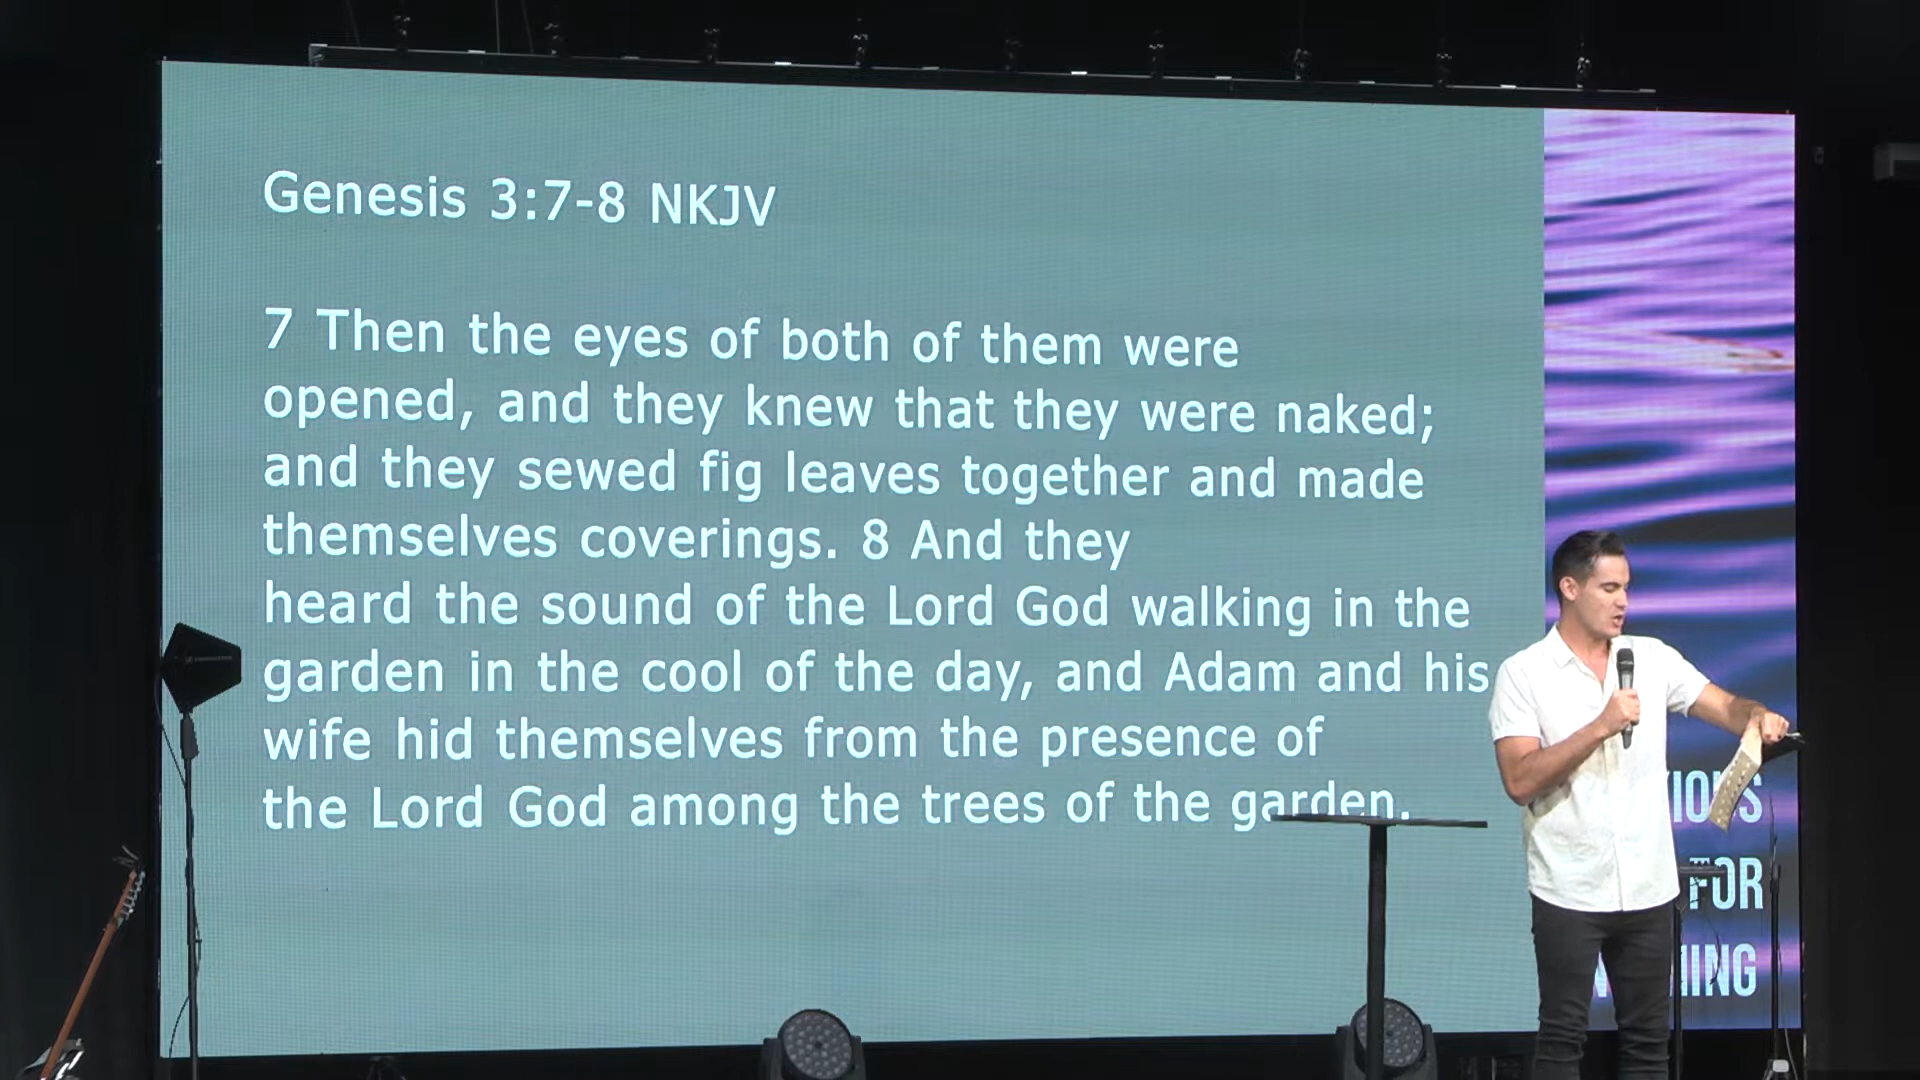 Genesis 3:7-8 NKJV
7 Then the eyes of both of them were
opened, and they knew that they were naked;
and they sewed fig leaves together and made
themselves coverings. 8 And they
heard the sound of the Lord God walking in the
garden in the cool of the day, and Adam and his
wife hid themselves from the presence of
the Lord God among the trees of the garden.
FOR